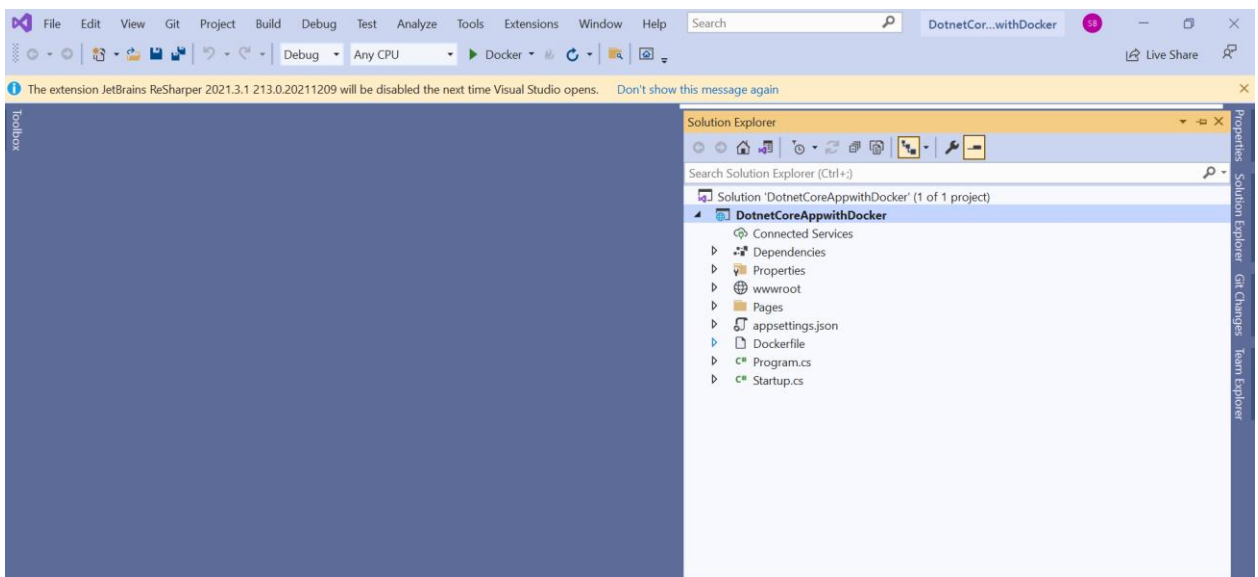 File Edit View Git Project Build Debug Test Analyze Tools Extensions Window Help Search DotnetCor...withDocker SB
Debug Any CPU Docker Live Share
The extension JetBrains ReSharper 2021.3.1 213.0.20211209 will be disabled the next time Visual Studio opens. Don't show this message again
Toolbox
Solution Explorer
Search Solution Explorer (Ctrl+;)
Solution 'DotnetCoreAppwithDocker' (1 of 1 project)
DotnetCoreAppwithDocker
Connected Services
Dependencies
Properties
wwwroot
Pages
appsettings.json
Dockerfile
C# Program.cs
C# Startup.cs
Properties
Solution Explorer
Git Changes
Team Explorer